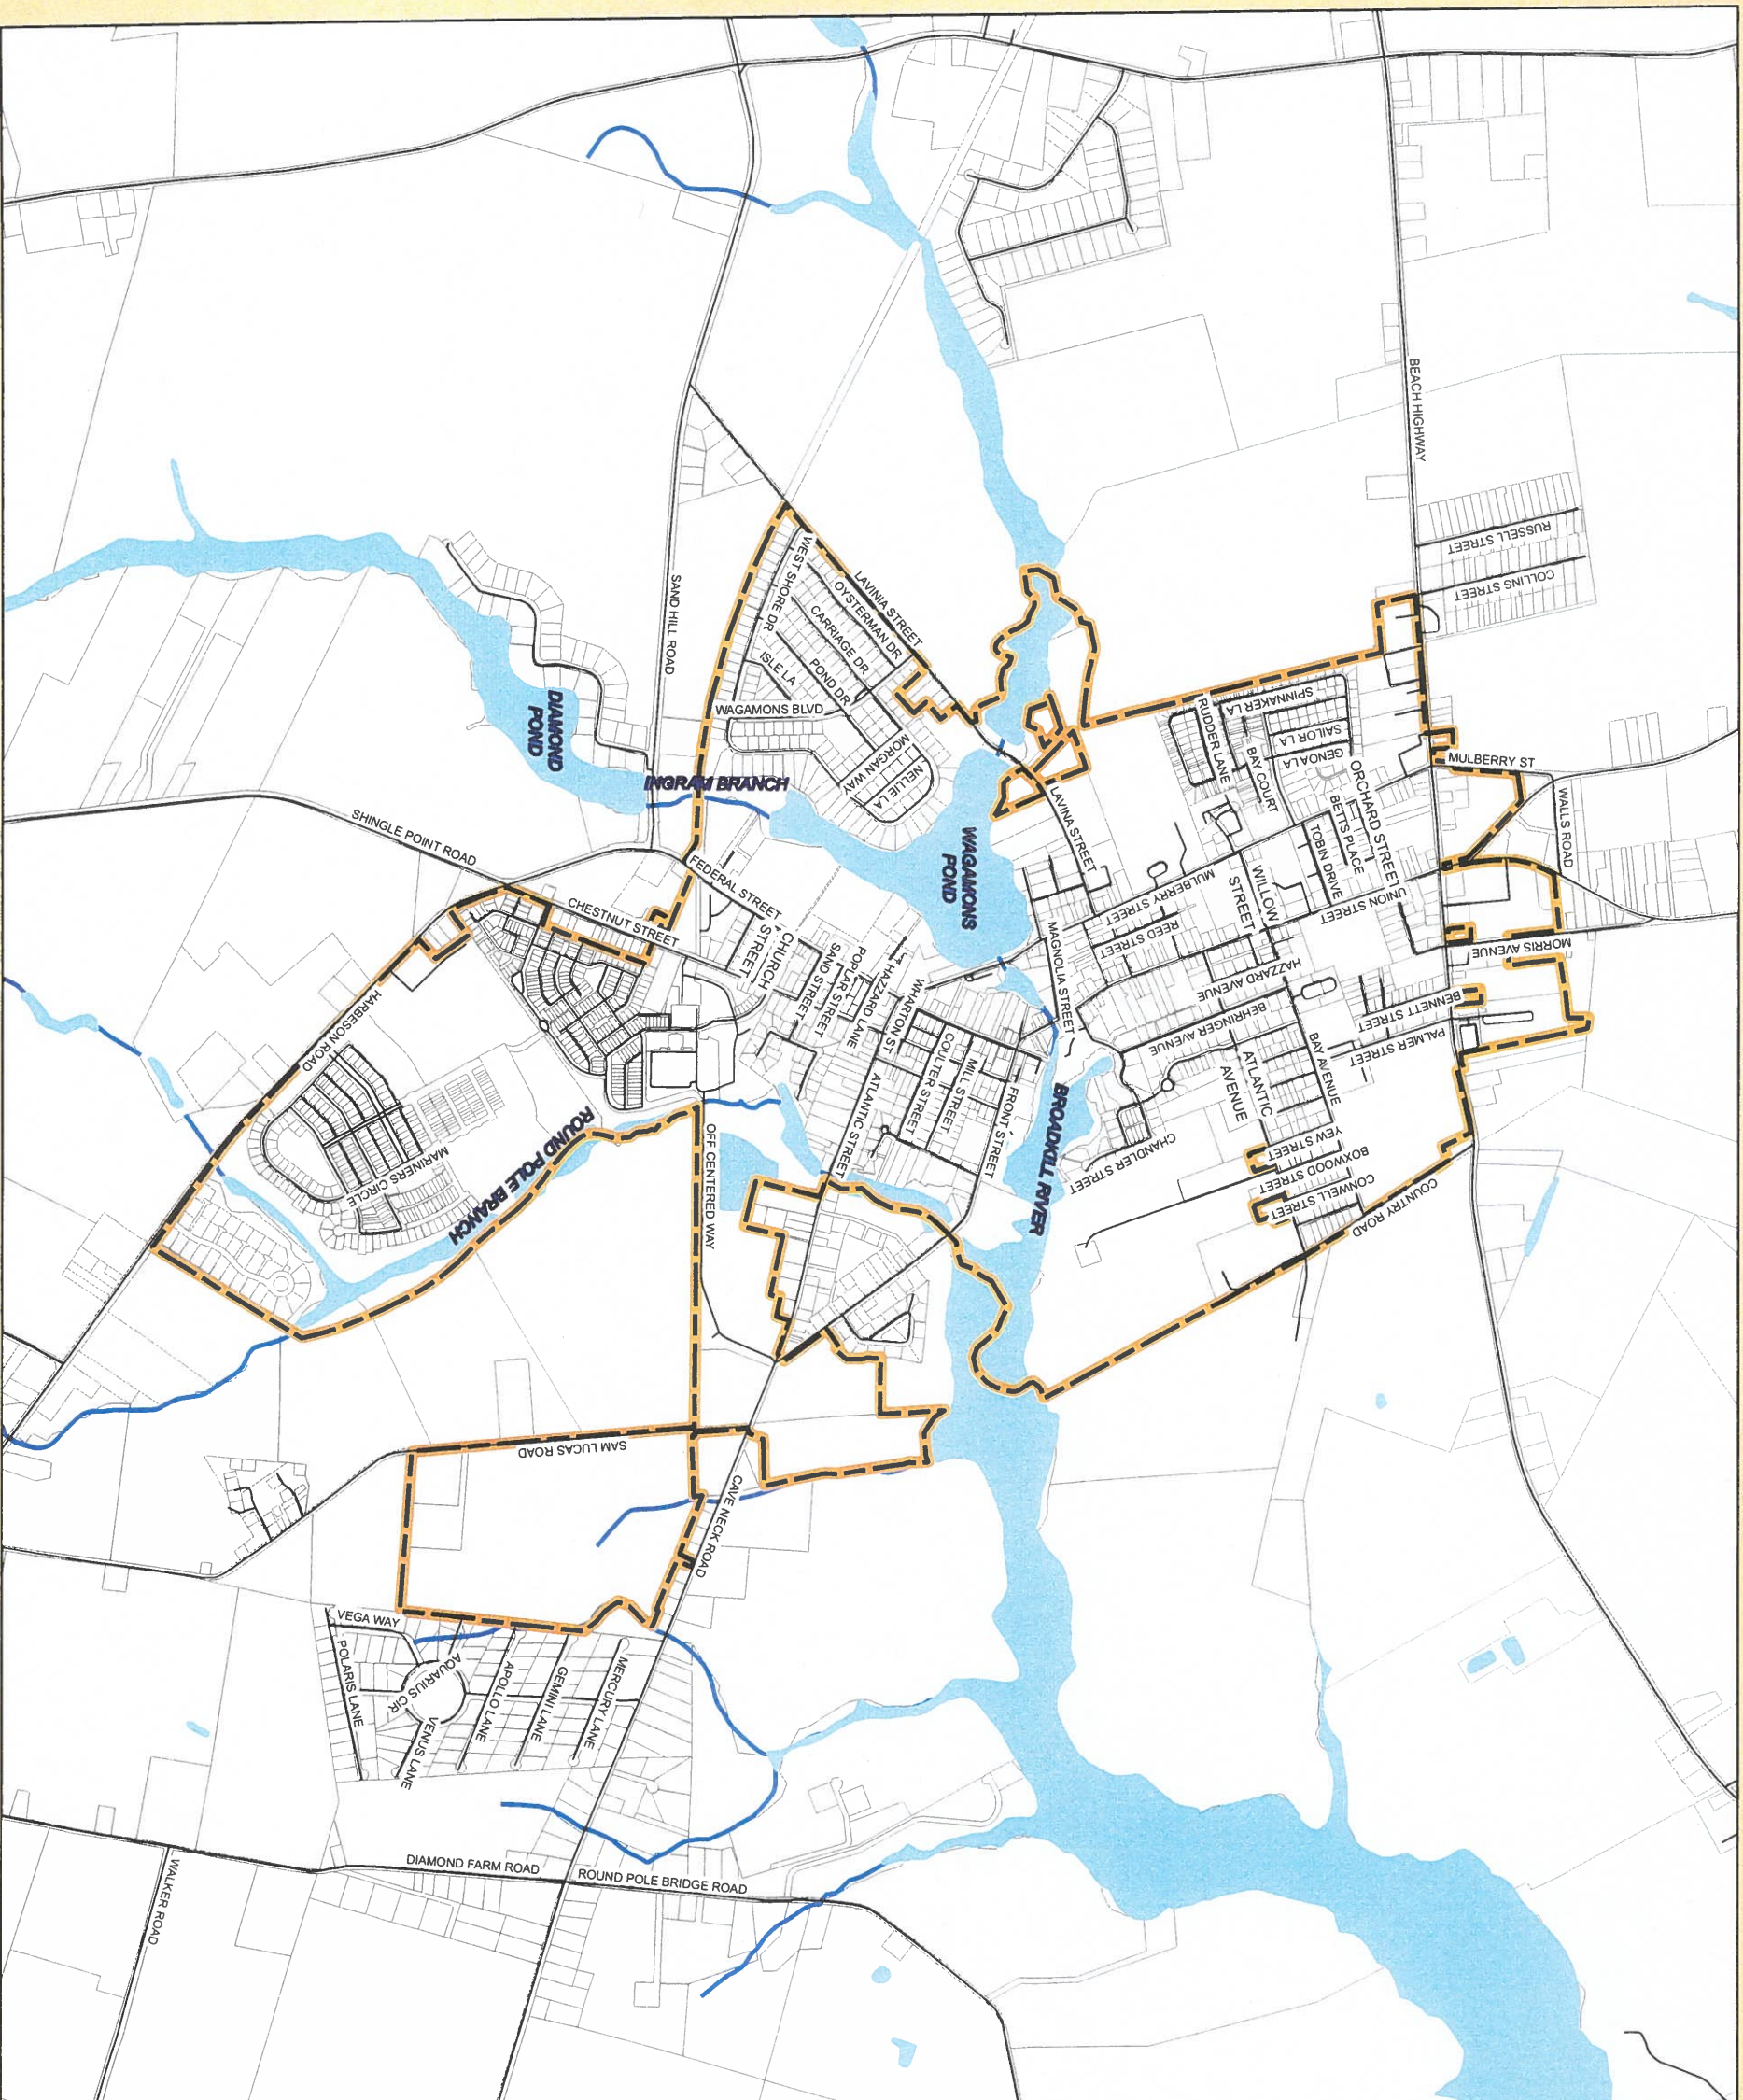 BEACH HIGHWAY
RUSSELL STREET
COLLINS STREET
SAND HILL ROAD
WEST SHORE DR
LAVINIA STREET
OYSTERMAN DR
CARRIAGE DR
POND DR
ISLE LA
WAGAMONS BLVD
MORGAN WAY
NELLIE LA
DIAMOND
POND
INGRAM BRANCH
SPINNAKER LA
RUDDER LANE
SAILOR LA
GENOA LA
BAY COURT
ORCHARD STREET
BETTS PLACE
TOBIN DRIVE
MULBERRY ST
WALLS ROAD
LAVINA STREET
WAGAMONS
POND
SHINGLE POINT ROAD
FEDERAL STREET
CHESTNUT STREET
CHURCH
STREET
SAND STREET
POPLAR STREET
HAZZARD LANE
WHARTON ST
MAGNOLIA STREET
MULBERRY STREET
REED STREET
WILLOW
STREET
UNION STREET
HAZZARD AVENUE
MORRIS AVENUE
BEHRINGER AVENUE
BENNETT STREET
PALMER STREET
BAY AVENUE
ATLANTIC
AVENUE
COULTER STREET
MILL STREET
FRONT STREET
ATLANTIC STREET
BROADKILL RIVER
CHANDLER STREET
YEW STREET
BOXWOOD STREET
CONWELL STREET
COUNTRY ROAD
HARBESON ROAD
MARINERS CIRCLE
ROUND POLE BRANCH
OFF CENTERED WAY
SAM LUCAS ROAD
CAVE NECK ROAD
VEGA WAY
POLARIS LANE
AQUARIUS CIR
VENUS LANE
APOLLO LANE
GEMINI LANE
MERCURY LANE
DIAMOND FARM ROAD
ROUND POLE BRIDGE ROAD
WALKER ROAD